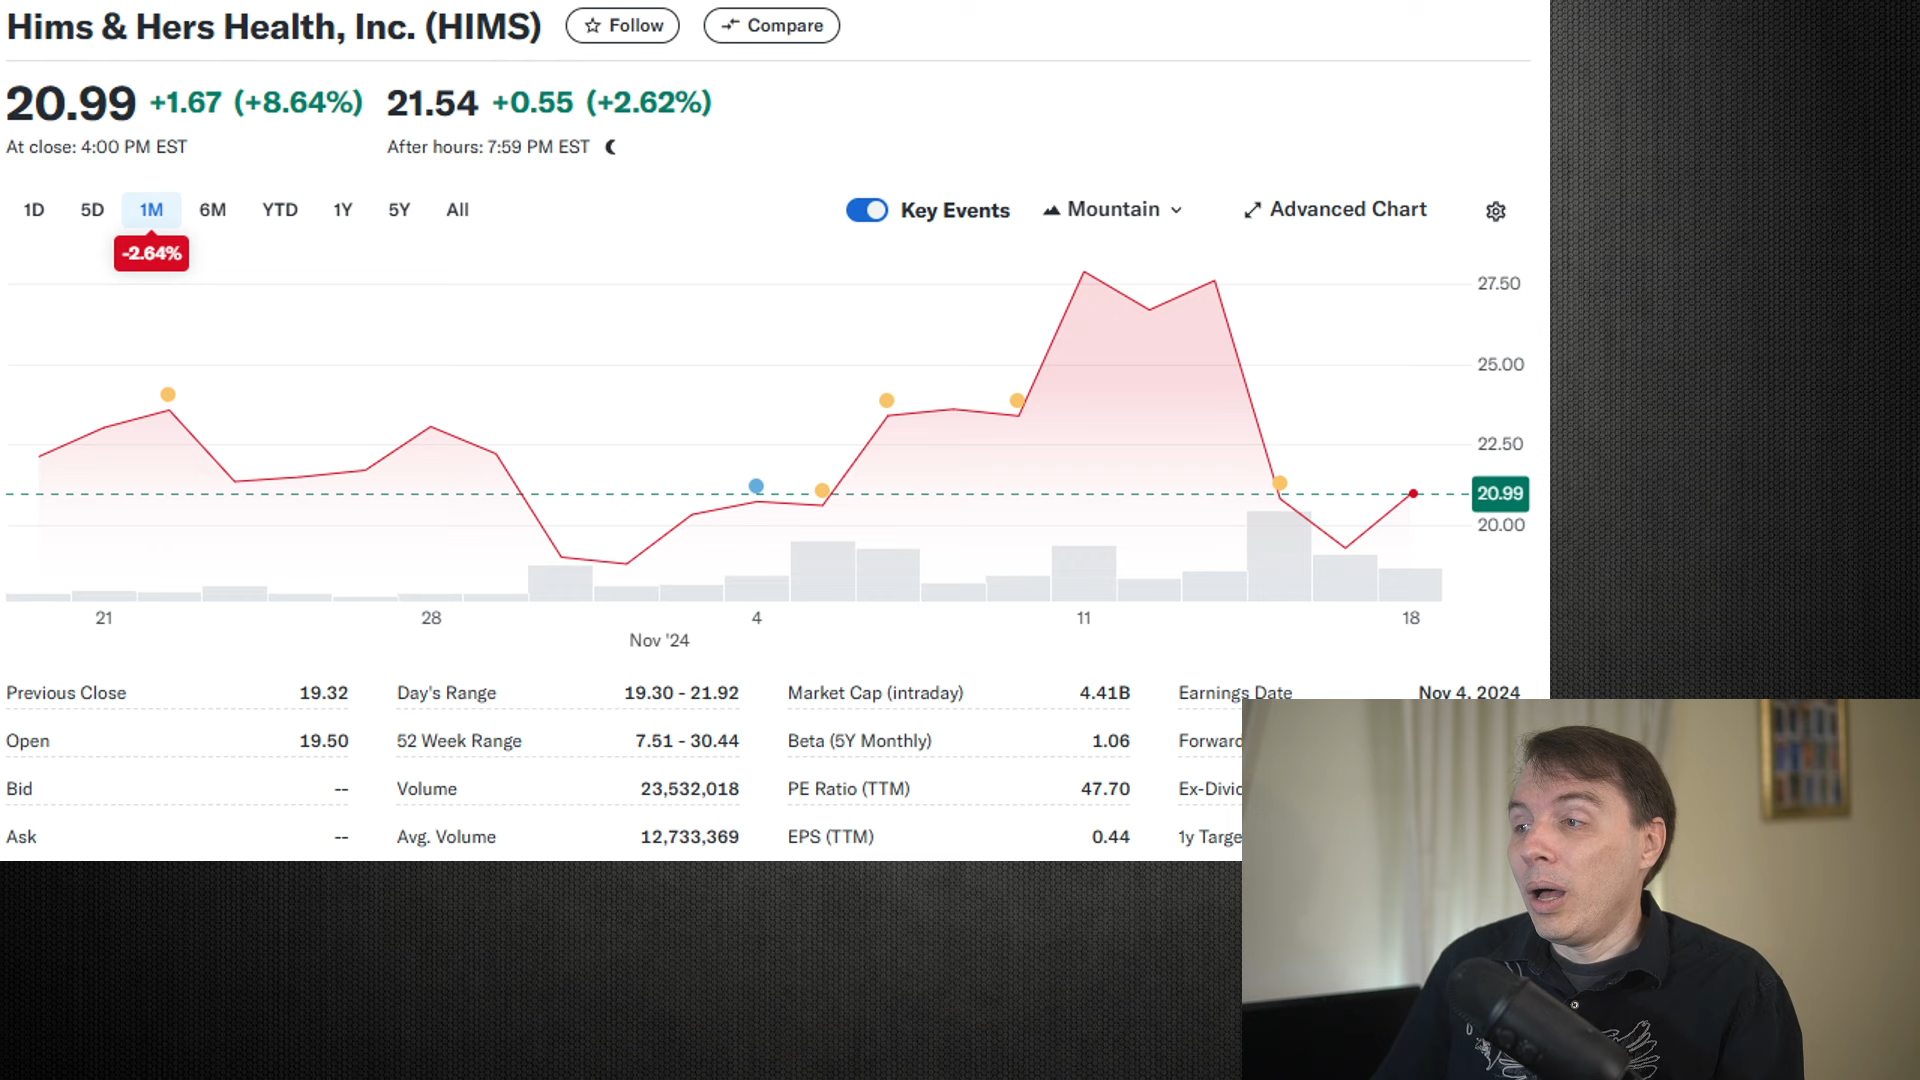 Hims & Hers Health, Inc. (HIMS) Follow Compare
20.99 +1.67 (+8.64%) 21.54 +0.55 (+2.62%)
At close: 4:00 PM EST After hours: 7:59 PM EST
1D 5D 1M 6M YTD 1Y 5Y All Key Events Mountain Advanced Chart
-2.64%
27.50
25.00
22.50
20.99
20.00
21 28 4 11 18
Nov '24
Previous Close 19.32 Day's Range 19.30 - 21.92 Market Cap (intraday) 4.41B Earnings Date Nov 4, 2024
Open 19.50 52 Week Range 7.51 - 30.44 Beta (5Y Monthly) 1.06 Forward
Bid -- Volume 23,532,018 PE Ratio (TTM) 47.70 Ex-Divid
Ask -- Avg. Volume 12,733,369 EPS (TTM) 0.44 1y Targe